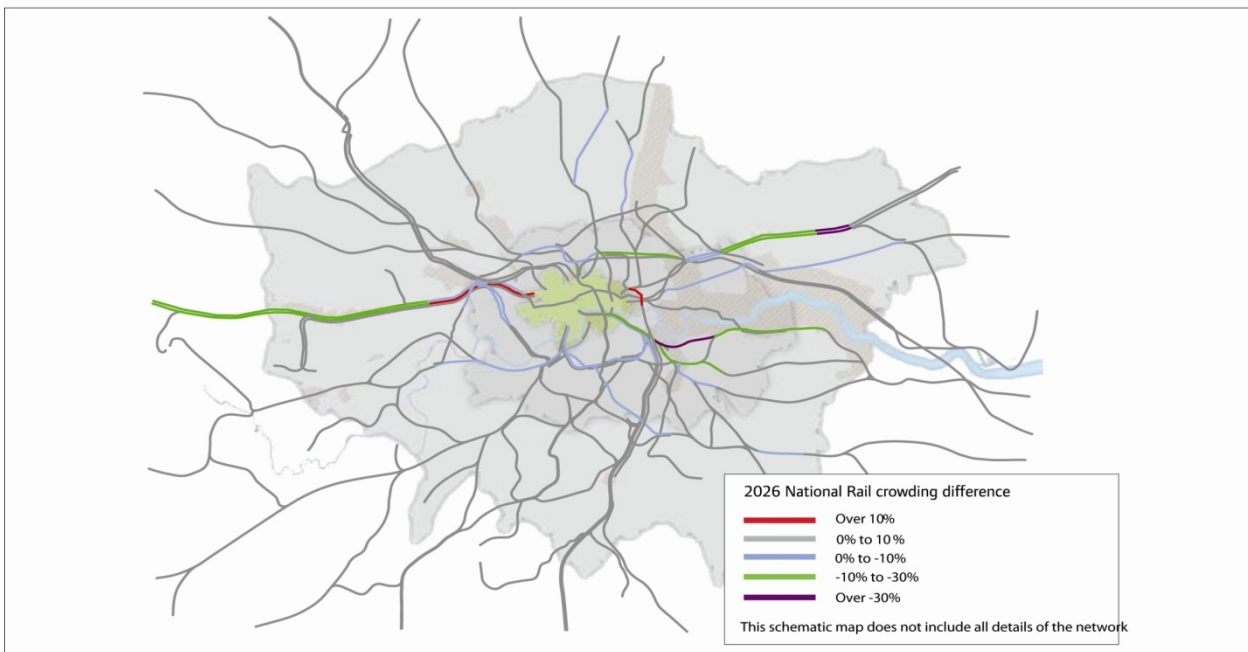 2026 National Rail crowding difference
Over 10%
0% to 10 %
0% to -10%
-10% to -30%
Over -30%
This schematic map does not include all details of the network